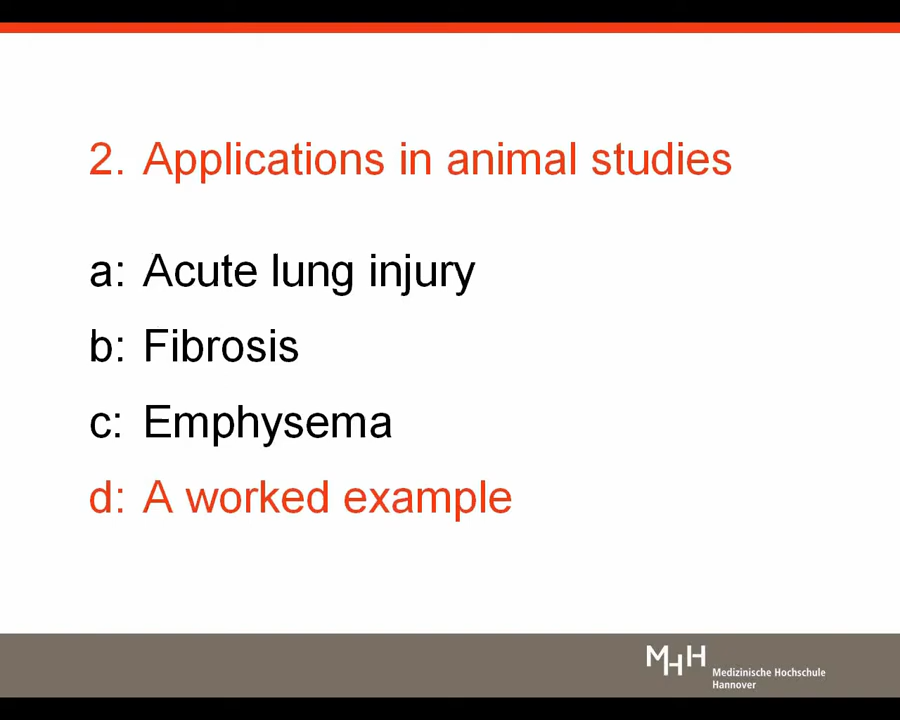 2. Applications in animal studies
a: Acute lung injury
b: Fibrosis
c: Emphysema
d: A worked example
MHH
Medizinische Hochschule
Hannover